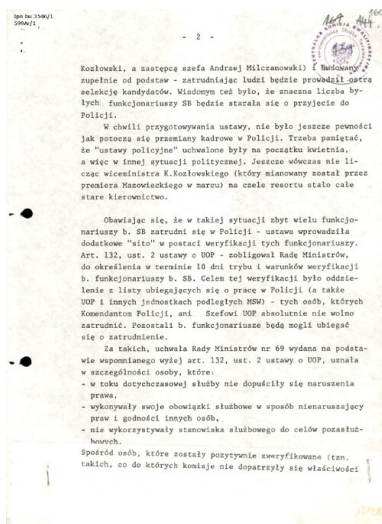 Ipn bu 3540/1
- 2 -
Kozłowski, a zastępcą szefa Andrzej Milczanowski) i budowany
zupełnie od podstaw - zatrudniając ludzi będzie prowadził ostrą
selekcję kandydatów. Wiadomym też było, że znaczna liczba by-
łych funkcjonariuszy SB będzie starała się o przyjęcie do
Policji.
W chwili przygotowywania ustawy, nie było jeszcze pewności
jak potoczą się przemiany kadrowe w Policji. Trzeba pamiętać,
że "ustawy policyjne" uchwalone były na początku kwietnia,
a więc w innej sytuacji politycznej. Jeszcze wówczas nie li-
cząc wiceministra K.Kozłowskiego (który mianowany został przez
premiera Mazowieckiego w marcu) na czele resortu stało całe
stare kierownictwo.
Obawiając się, że w takiej sytuacji zbyt wielu funkcjo-
nariuszy b. SB zatrudni się w Policji - ustawa wprowadziła
dodatkowe "sito" w postaci weryfikacji tych funkcjonariuszy.
Art. 132, ust. 2 ustawy o UOP - zobligował Radę Ministrów,
do określenia w terminie 10 dni trybu i warunków weryfikacji
b. funkcjonariuszy b. SB. Celem tej weryfikacji było oddzie-
lenie z listy ubiegających się o pracę w Policji (a także
UOP i innych jednostkach podległych MSW) - tych osób, których
Komendantom Policji, ani Szefowi UOP absolutnie nie wolno
zatrudnić. Pozostali b. funkcjonariusze będą mogli ubiegać
się o zatrudnienie.
Za takich, uchwała Rady Ministrów nr 69 wydana na podsta-
wie wspomnianego wyżej art. 132, ust. 2 ustawy o UOP, uznała
w szczególności osoby, które:
- w toku dotychczasowej służby nie dopuściły się naruszenia
prawa,
- wykonywały swoje obowiązki służbowe w sposób nienaruszający
praw i godności innych osób,
- nie wykorzystywały stanowiska służbowego do celów pozasłuż-
bowych.
Spośród osób, które zostały pozytywnie zweryfikowane (tzn.
takich, co do których komisje nie dopatrzyły się właściwości